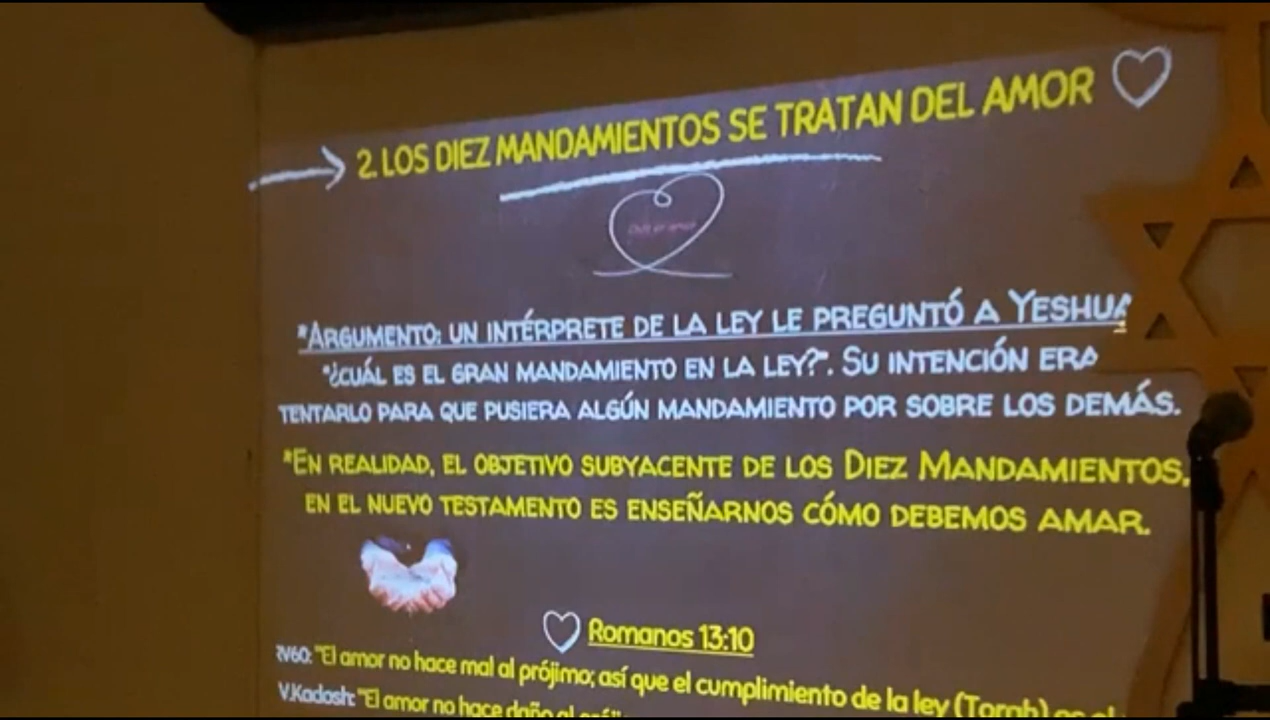 2. LOS DIEZ MANDAMIENTOS SE TRATAN DEL AMOR
*ARGUMENTO: UN INTÉRPRETE DE LA LEY LE PREGUNTÓ A YESHUA
"¿CUÁL ES EL GRAN MANDAMIENTO EN LA LEY?". SU INTENCIÓN ERA
TENTARLO PARA QUE PUSIERA ALGÚN MANDAMIENTO POR SOBRE LOS DEMÁS.
*EN REALIDAD, EL OBJETIVO SUBYACENTE DE LOS DIEZ MANDAMIENTOS,
EN EL NUEVO TESTAMENTO ES ENSEÑARNOS CÓMO DEBEMOS AMAR.
Romanos 13:10
RV60: "El amor no hace mal al prójimo; así que el cumplimiento de la ley (Torah)
V.Kadosh: "El amor no hace daño al